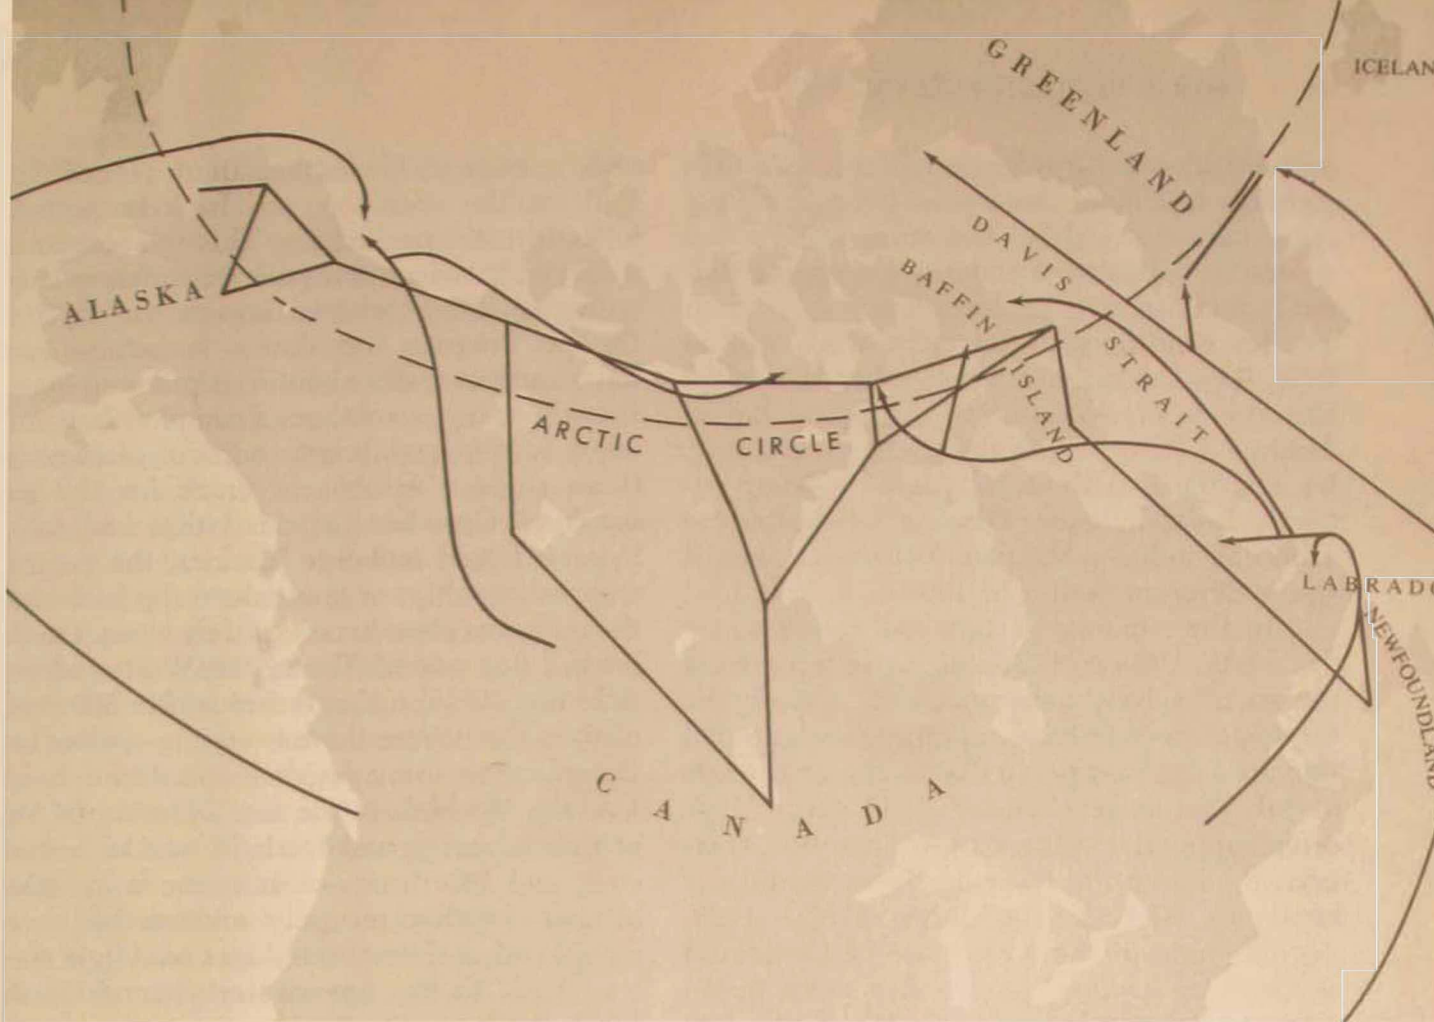 GREENLAND
ICELAN
DAVIS
BAFFIN
ALASKA
ISLAND
STRAIT
ARCTIC CIRCLE
LABRADO
NEWFOUNDLAND
CANADA